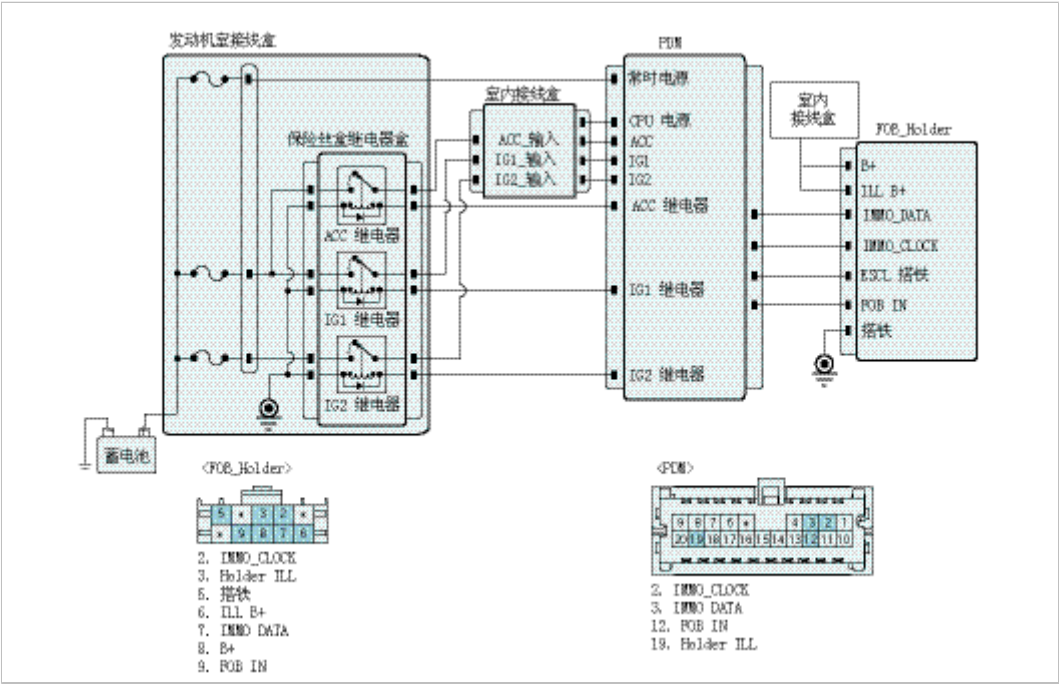 发动机室接线盒
PDM
常时电源
室内接线盒
室内
接线盒
CPU 电源
FOB_Holder
保险丝盒继电器盒
ACC_输入
ACC
IG1_输入
IG1
B+
IG2_输入
IG2
ILL B+
ACC 继电器
IMMO_DATA
ACC 继电器
IMMO_CLOCK
ESCL 搭铁
IG1 继电器
FOB IN
IG1 继电器
搭铁
IG2 继电器
IG2 继电器
蓄电池
<FOB_Holder>
5 * 3 2 *
* 9 8 7 6
2. IMMO_CLOCK
3. Holder ILL
5. 搭铁
6. ILL B+
7. IMMO DATA
8. B+
9. FOB IN
<PDM>
9 8 7 6 * 4 3 2 1
20 19 18 17 16 15 14 13 12 11 10
2. IMMO_CLOCK
3. IMMO DATA
12. FOB IN
19. Holder ILL